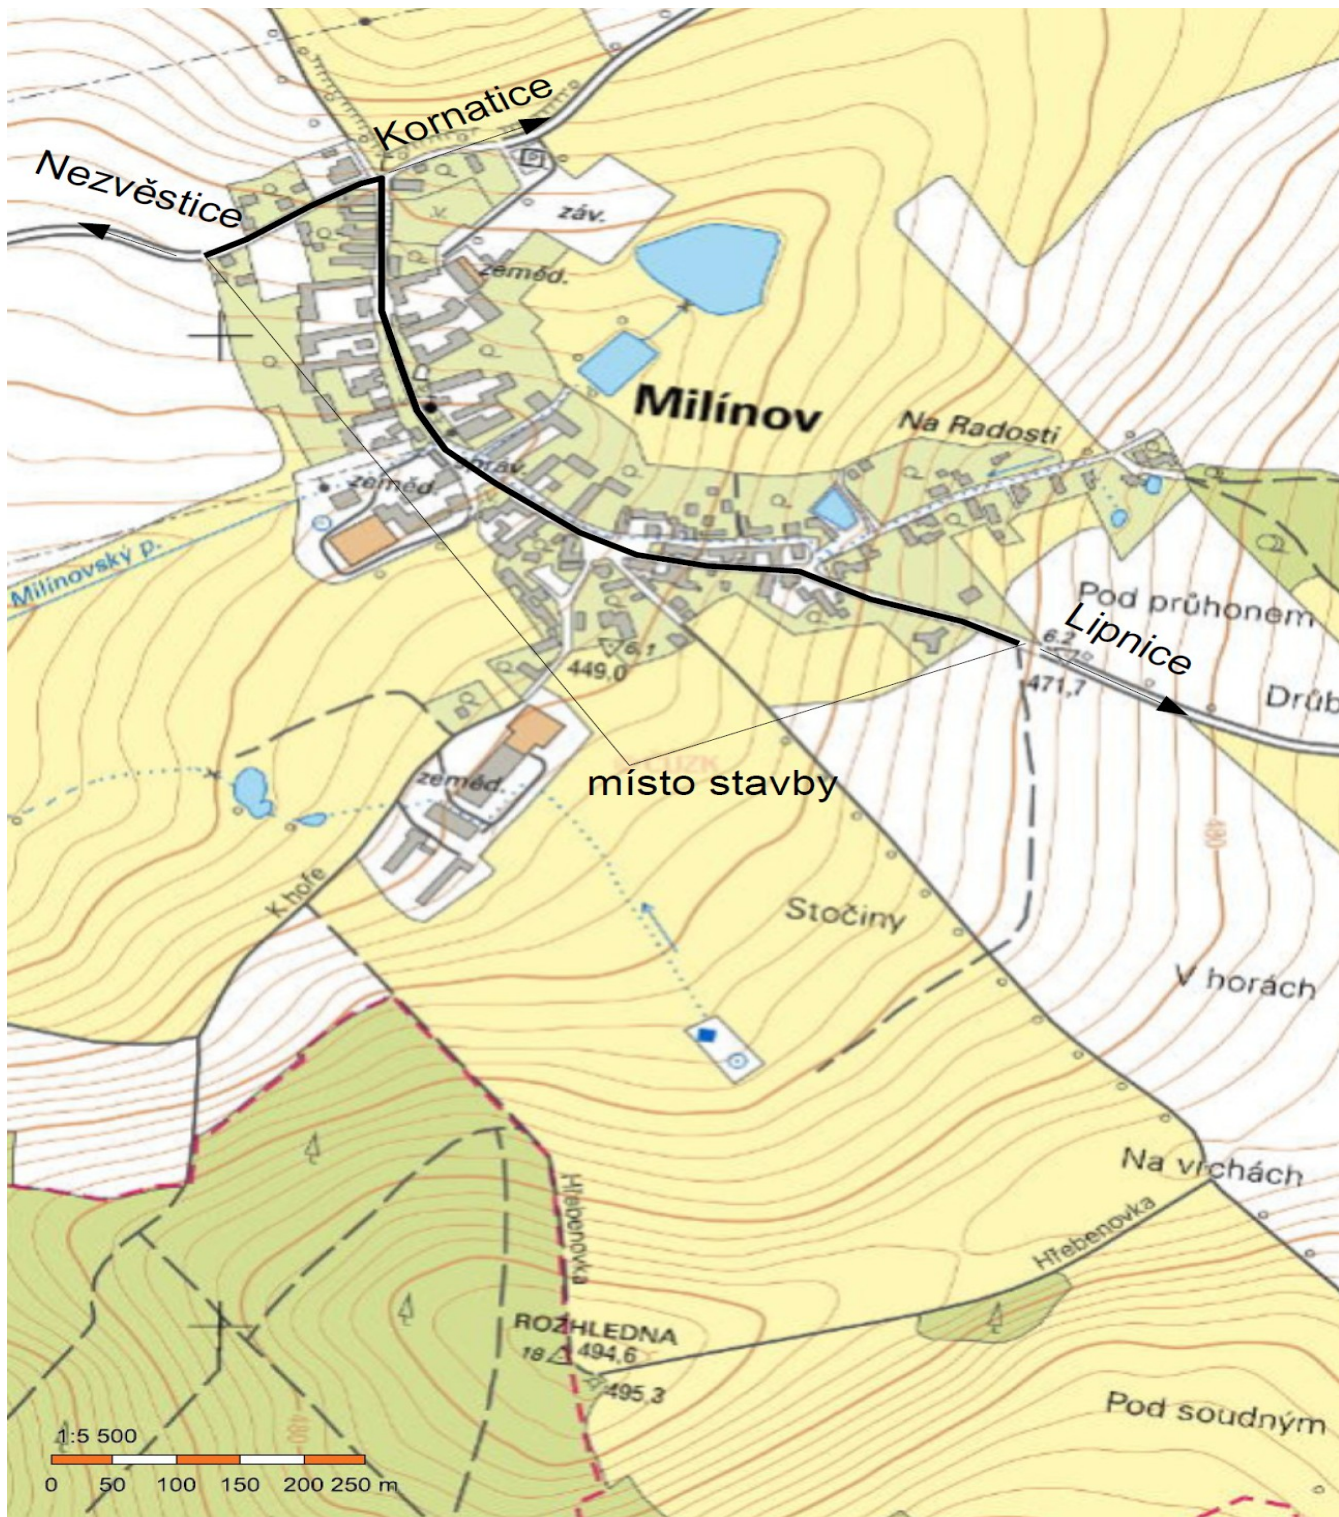 Kornatice
Nezvěstice
záv.
zeměd.
Milínov
Na Radosti
zeměd.
Milínovský p.
Pod průhonem
6.2
Lipnice
6.1
449,0
471,7
zeměd.
místo stavby
480
K hoře
Stočiny
V horách
Na vrchách
Hřebenovka
Hřebenovka
ROZHLEDNA
18 494,6
495,3
Pod soudným
480
1:5 500
0 50 100 150 200 250 m